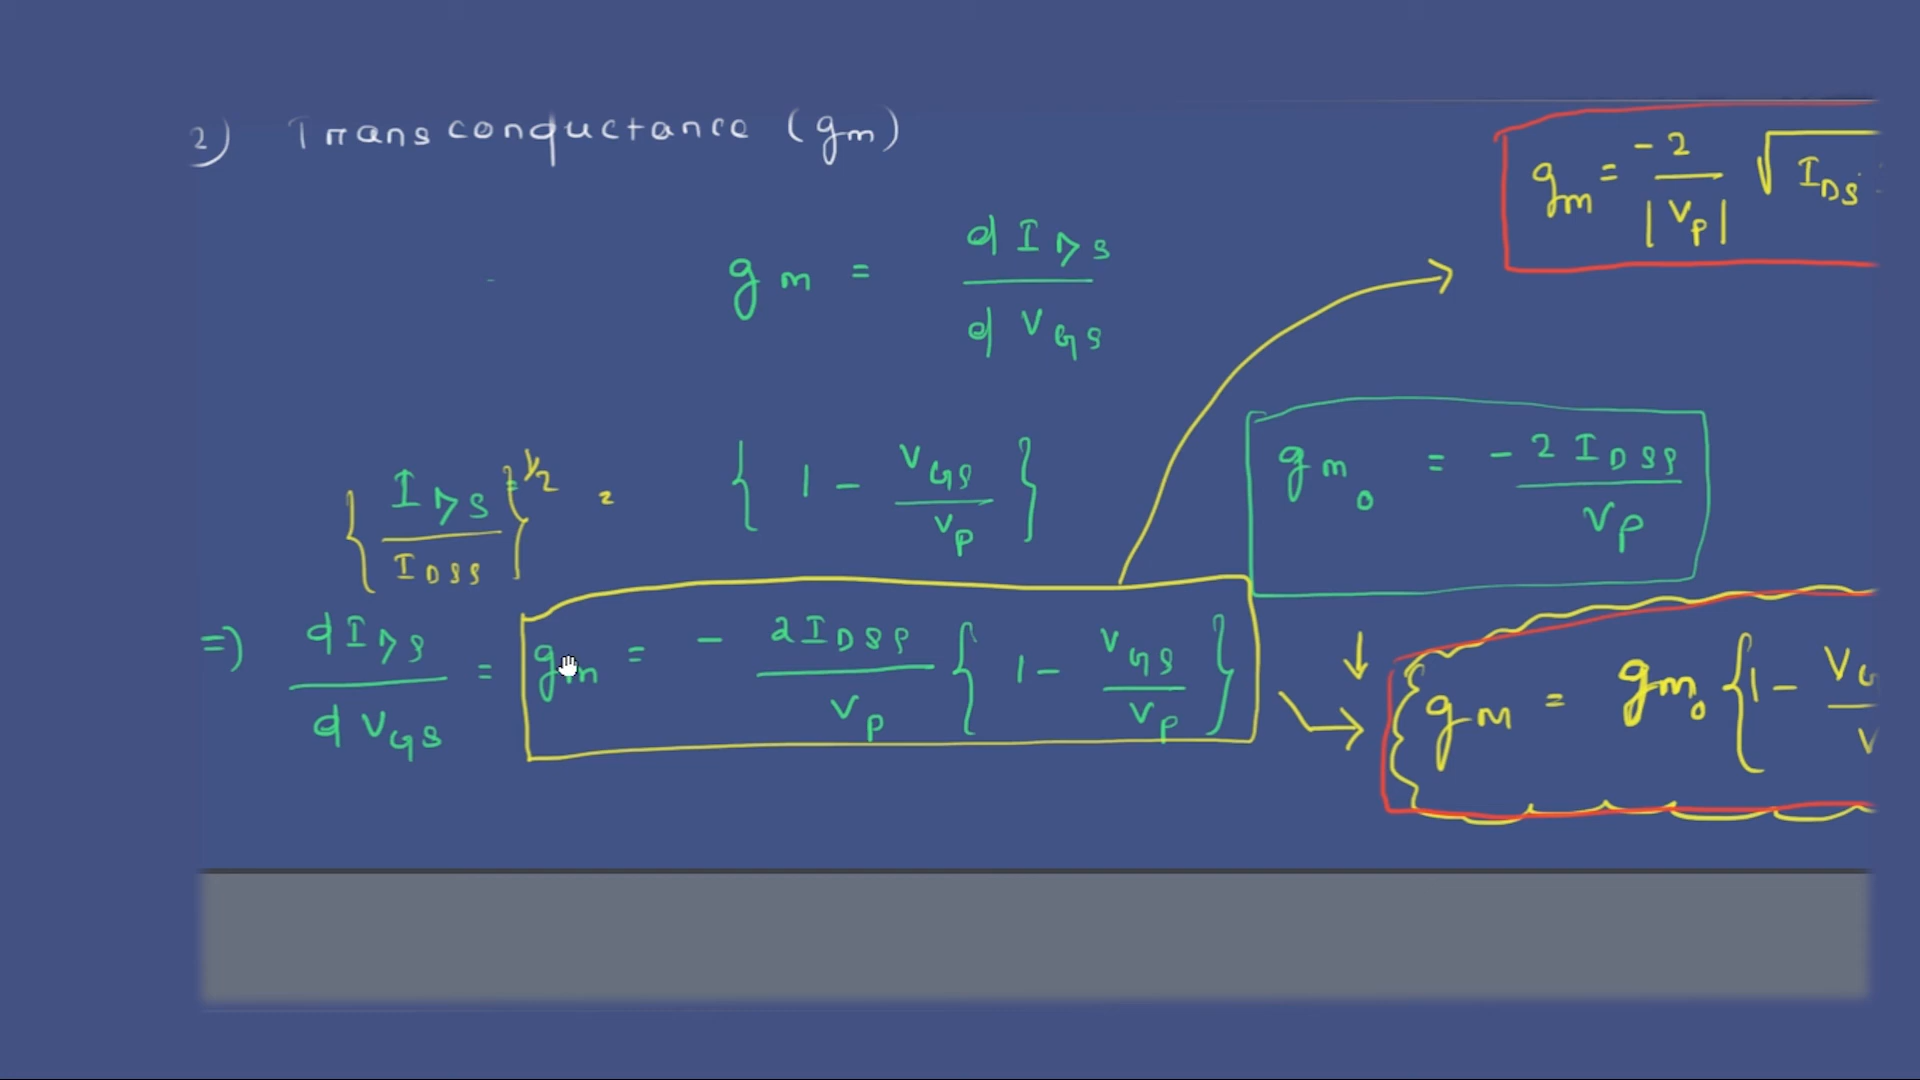 2) Transconductance (gm)
gm = -2 / |Vp| √ IDS
gm = dIDS / dVGS
{IDS / IDSS}^1/2 = {1 - VGS / Vp}
gm0 = -2 IDSS / Vp
=) dIDS / dVGS = gm = - 2IDSS / Vp {1 - VGS / Vp}
gm = gm0 {1 - VG / V